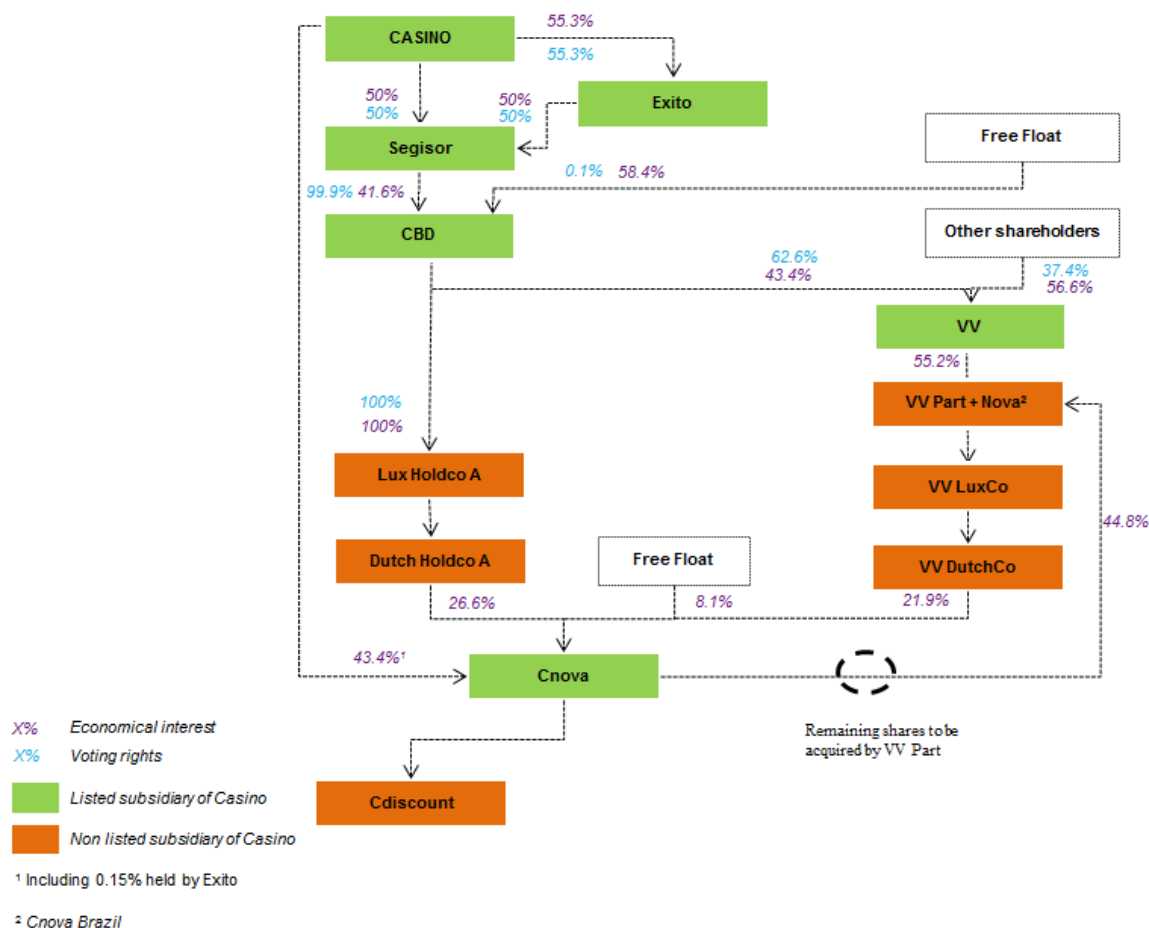 55.3%
CASINO
55.3%
Exito
50%
50%
50%
50%
Free Float
Segisor
0.1% 58.4%
99.9% 41.6%
CBD
Other shareholders
62.6%
43.4%
37.4%
56.6%
VV
55.2%
VV Part + Nova²
100%
100%
Lux Holdco A
VV LuxCo
44.8%
Dutch Holdco A
Free Float
VV DutchCo
26.6%
8.1%
21.9%
43.4%¹
Cnova
Remaining shares to be
acquired by VV Part
X% Economical interest
X% Voting rights
Listed subsidiary of Casino
Cdiscount
Non listed subsidiary of Casino
¹ Including 0.15% held by Exito
² Cnova Brazil